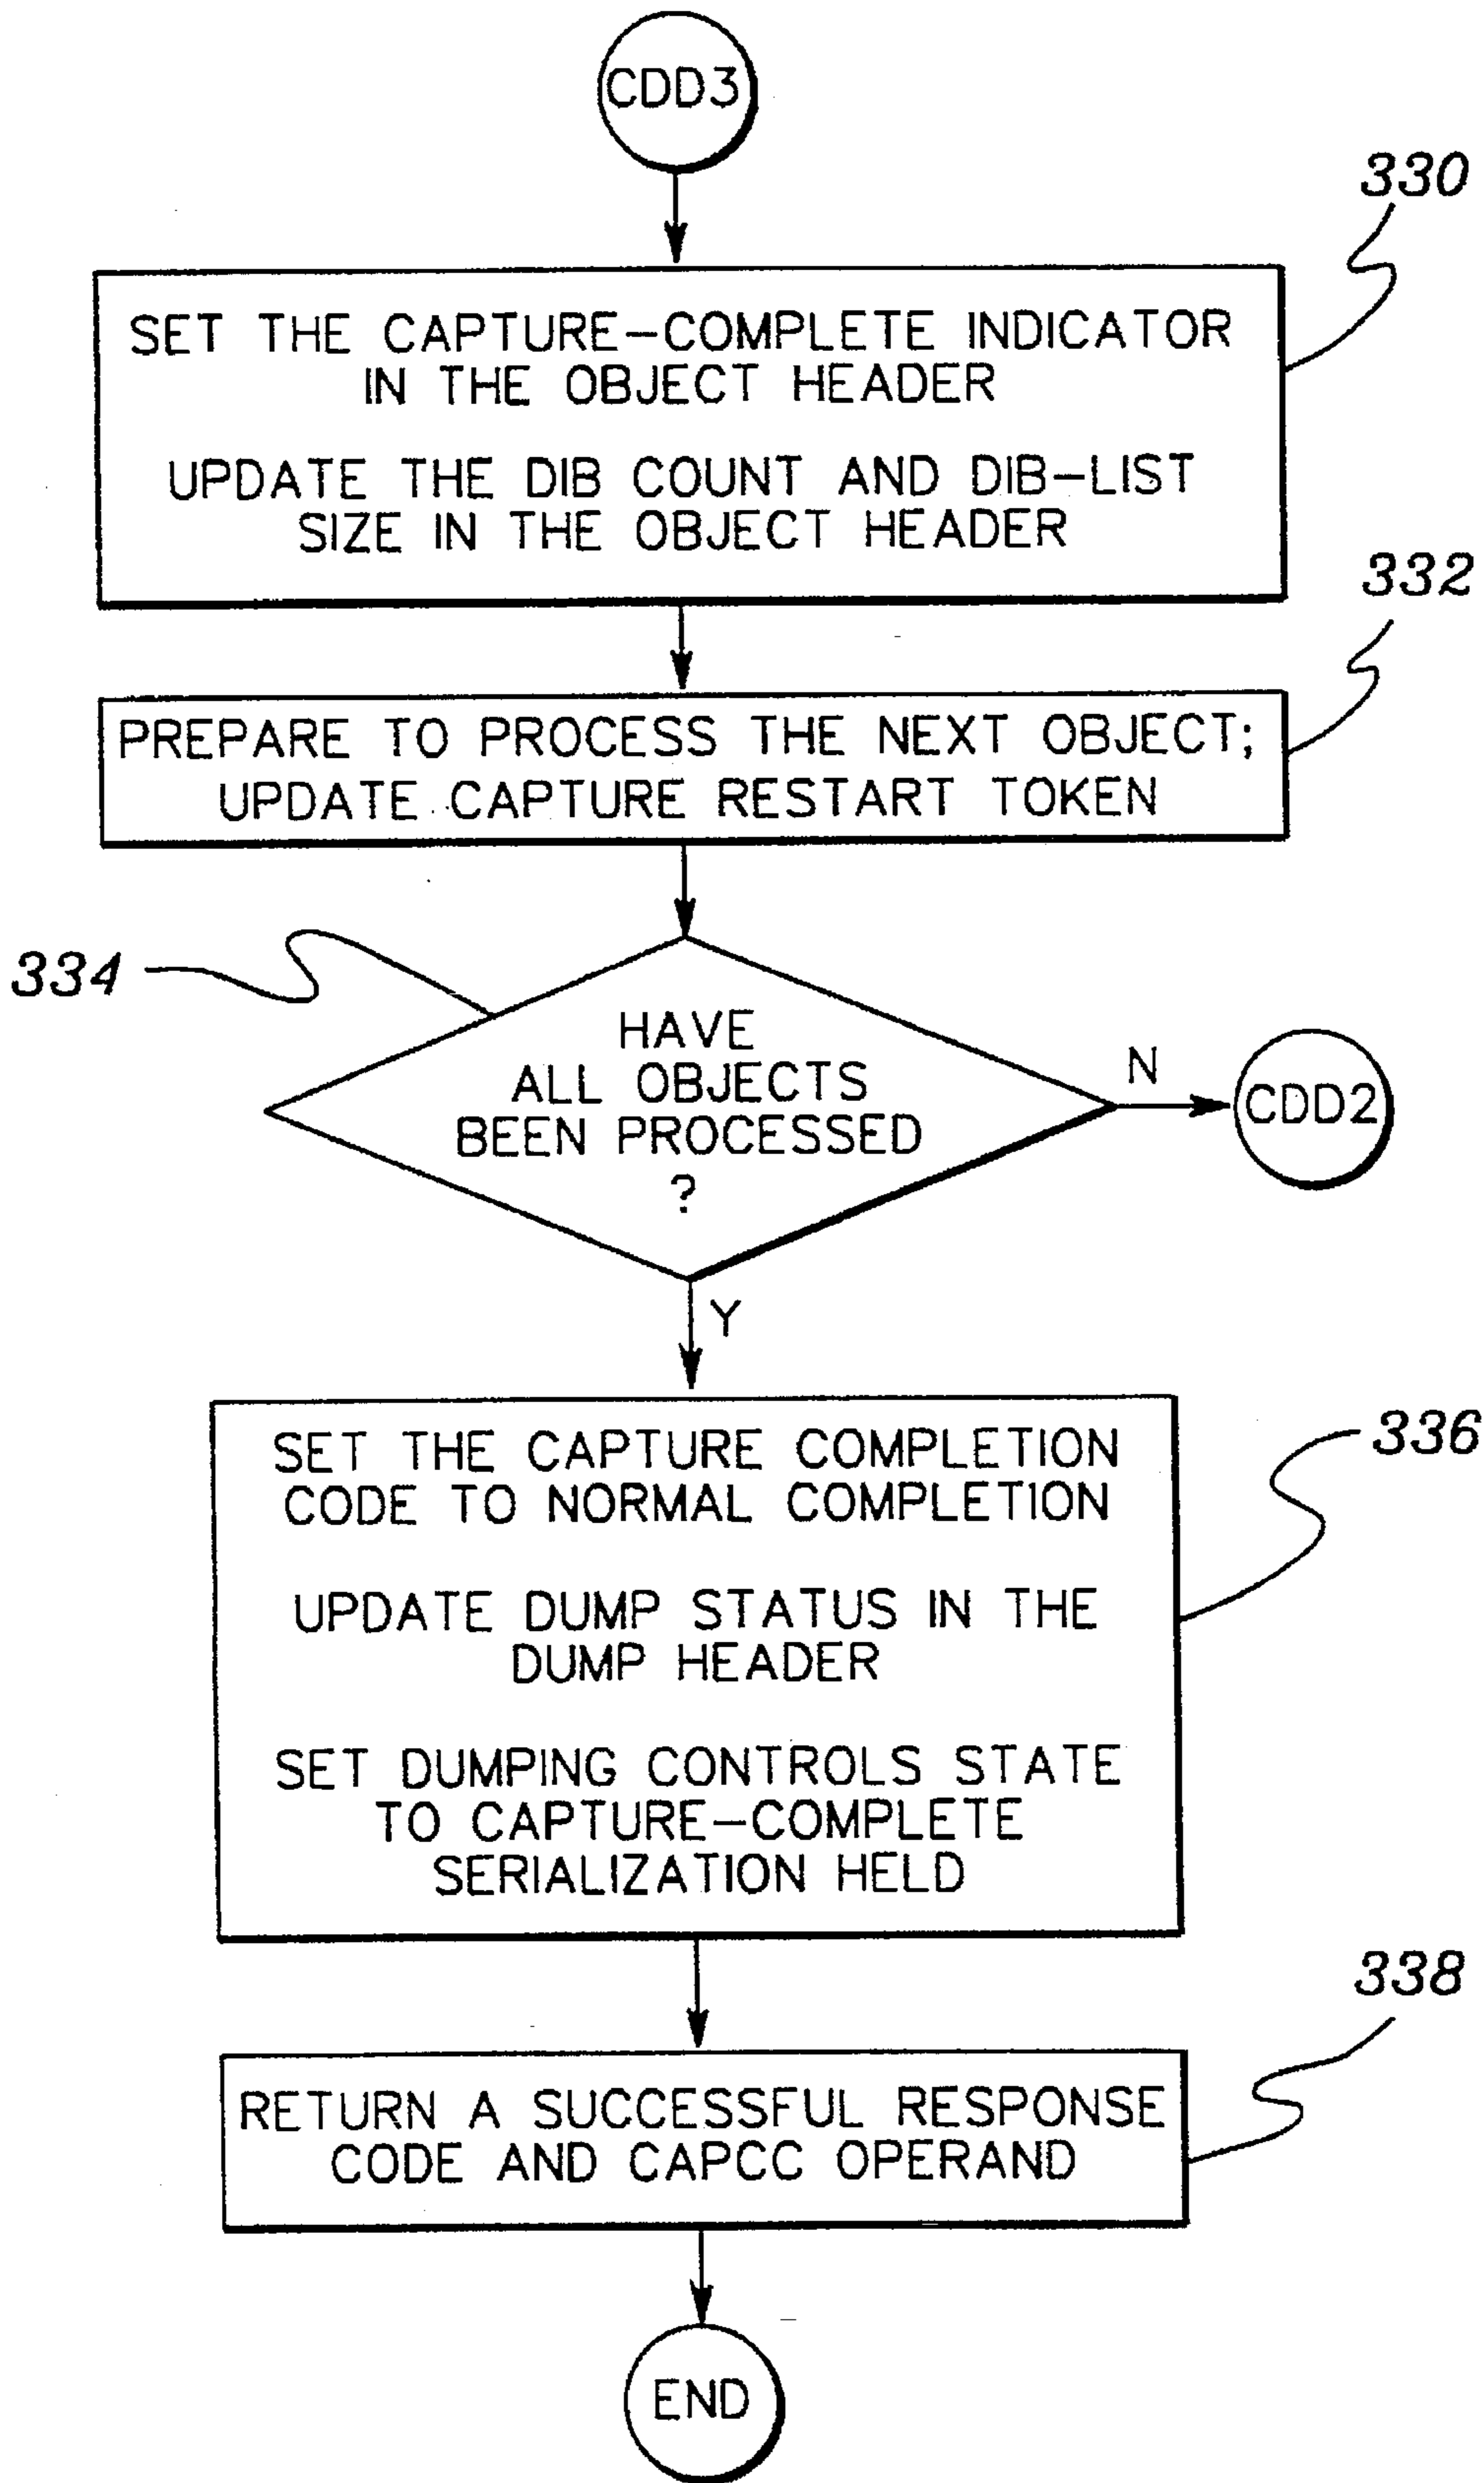 CDD3
330
SET THE CAPTURE-COMPLETE INDICATOR
IN THE OBJECT HEADER
UPDATE THE DIB COUNT AND DIB-LIST
SIZE IN THE OBJECT HEADER
332
PREPARE TO PROCESS THE NEXT OBJECT;
UPDATE CAPTURE RESTART TOKEN
334
HAVE
ALL OBJECTS
BEEN PROCESSED
?
N
CDD2
Y
336
SET THE CAPTURE COMPLETION
CODE TO NORMAL COMPLETION
UPDATE DUMP STATUS IN THE
DUMP HEADER
SET DUMPING CONTROLS STATE
TO CAPTURE-COMPLETE
SERIALIZATION HELD
338
RETURN A SUCCESSFUL RESPONSE
CODE AND CAPCC OPERAND
END